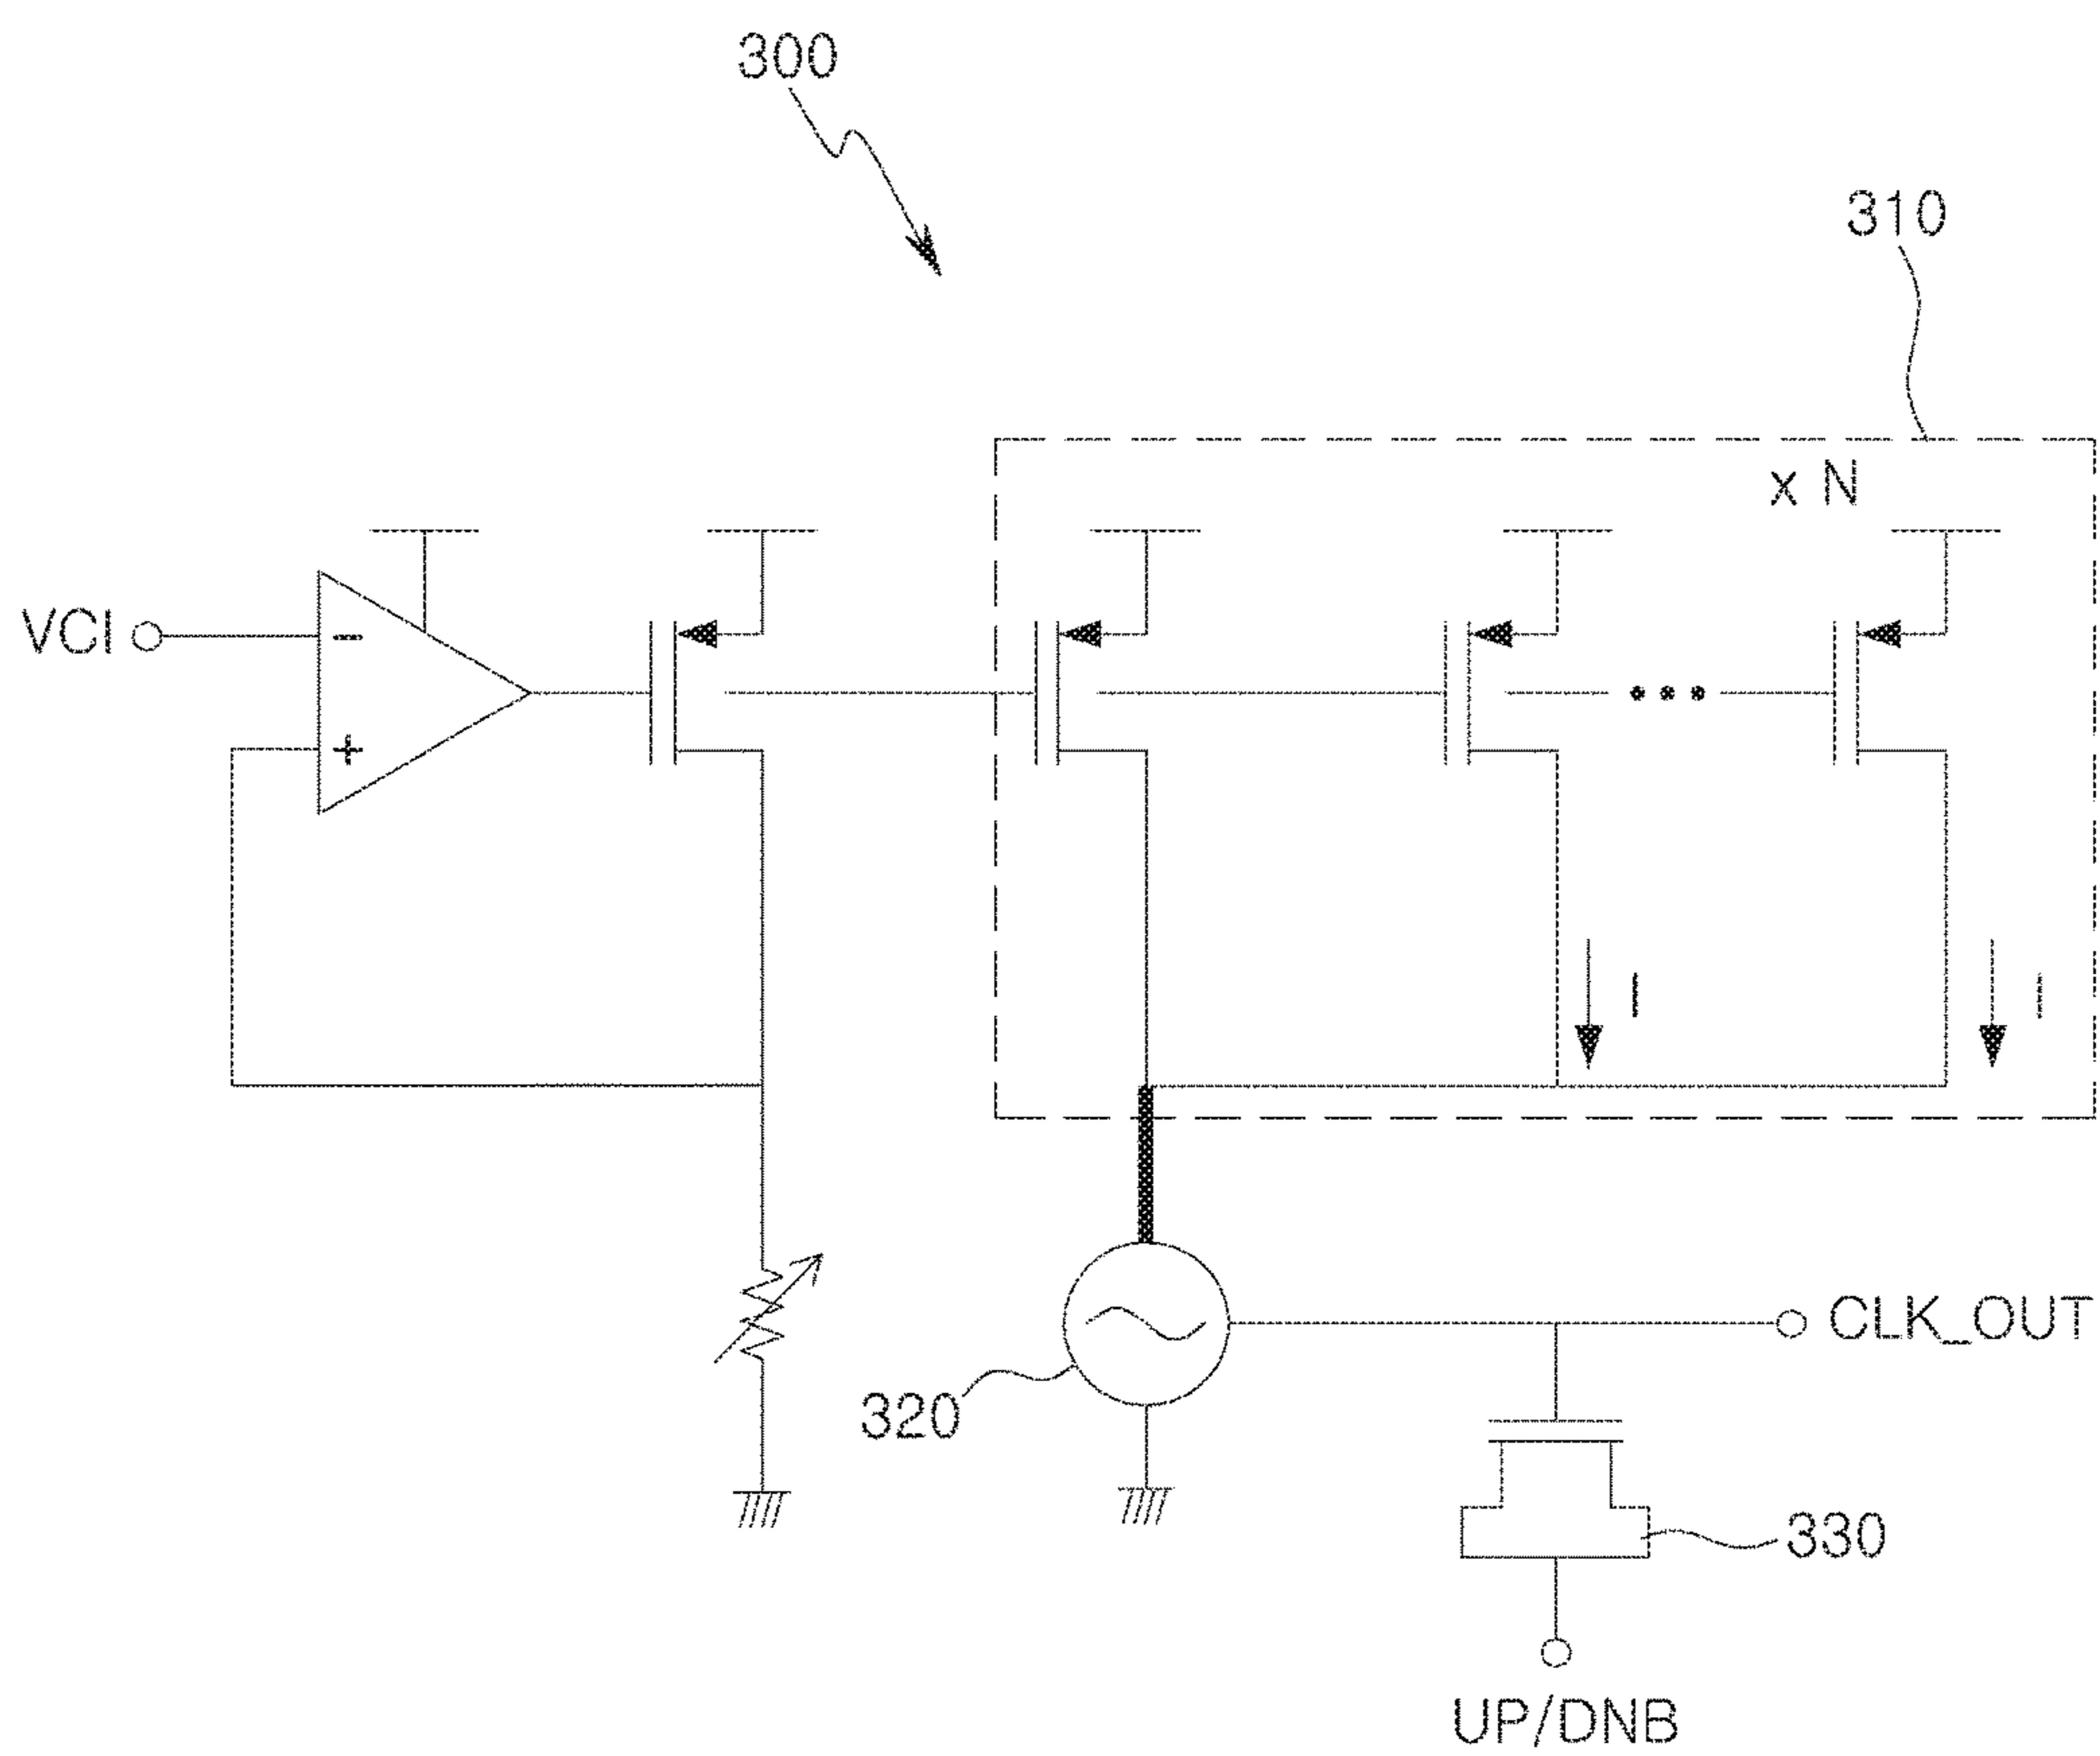 300
310
x N
VCI
-
+
I
I
CLK_OUT
320
330
UP/DNB